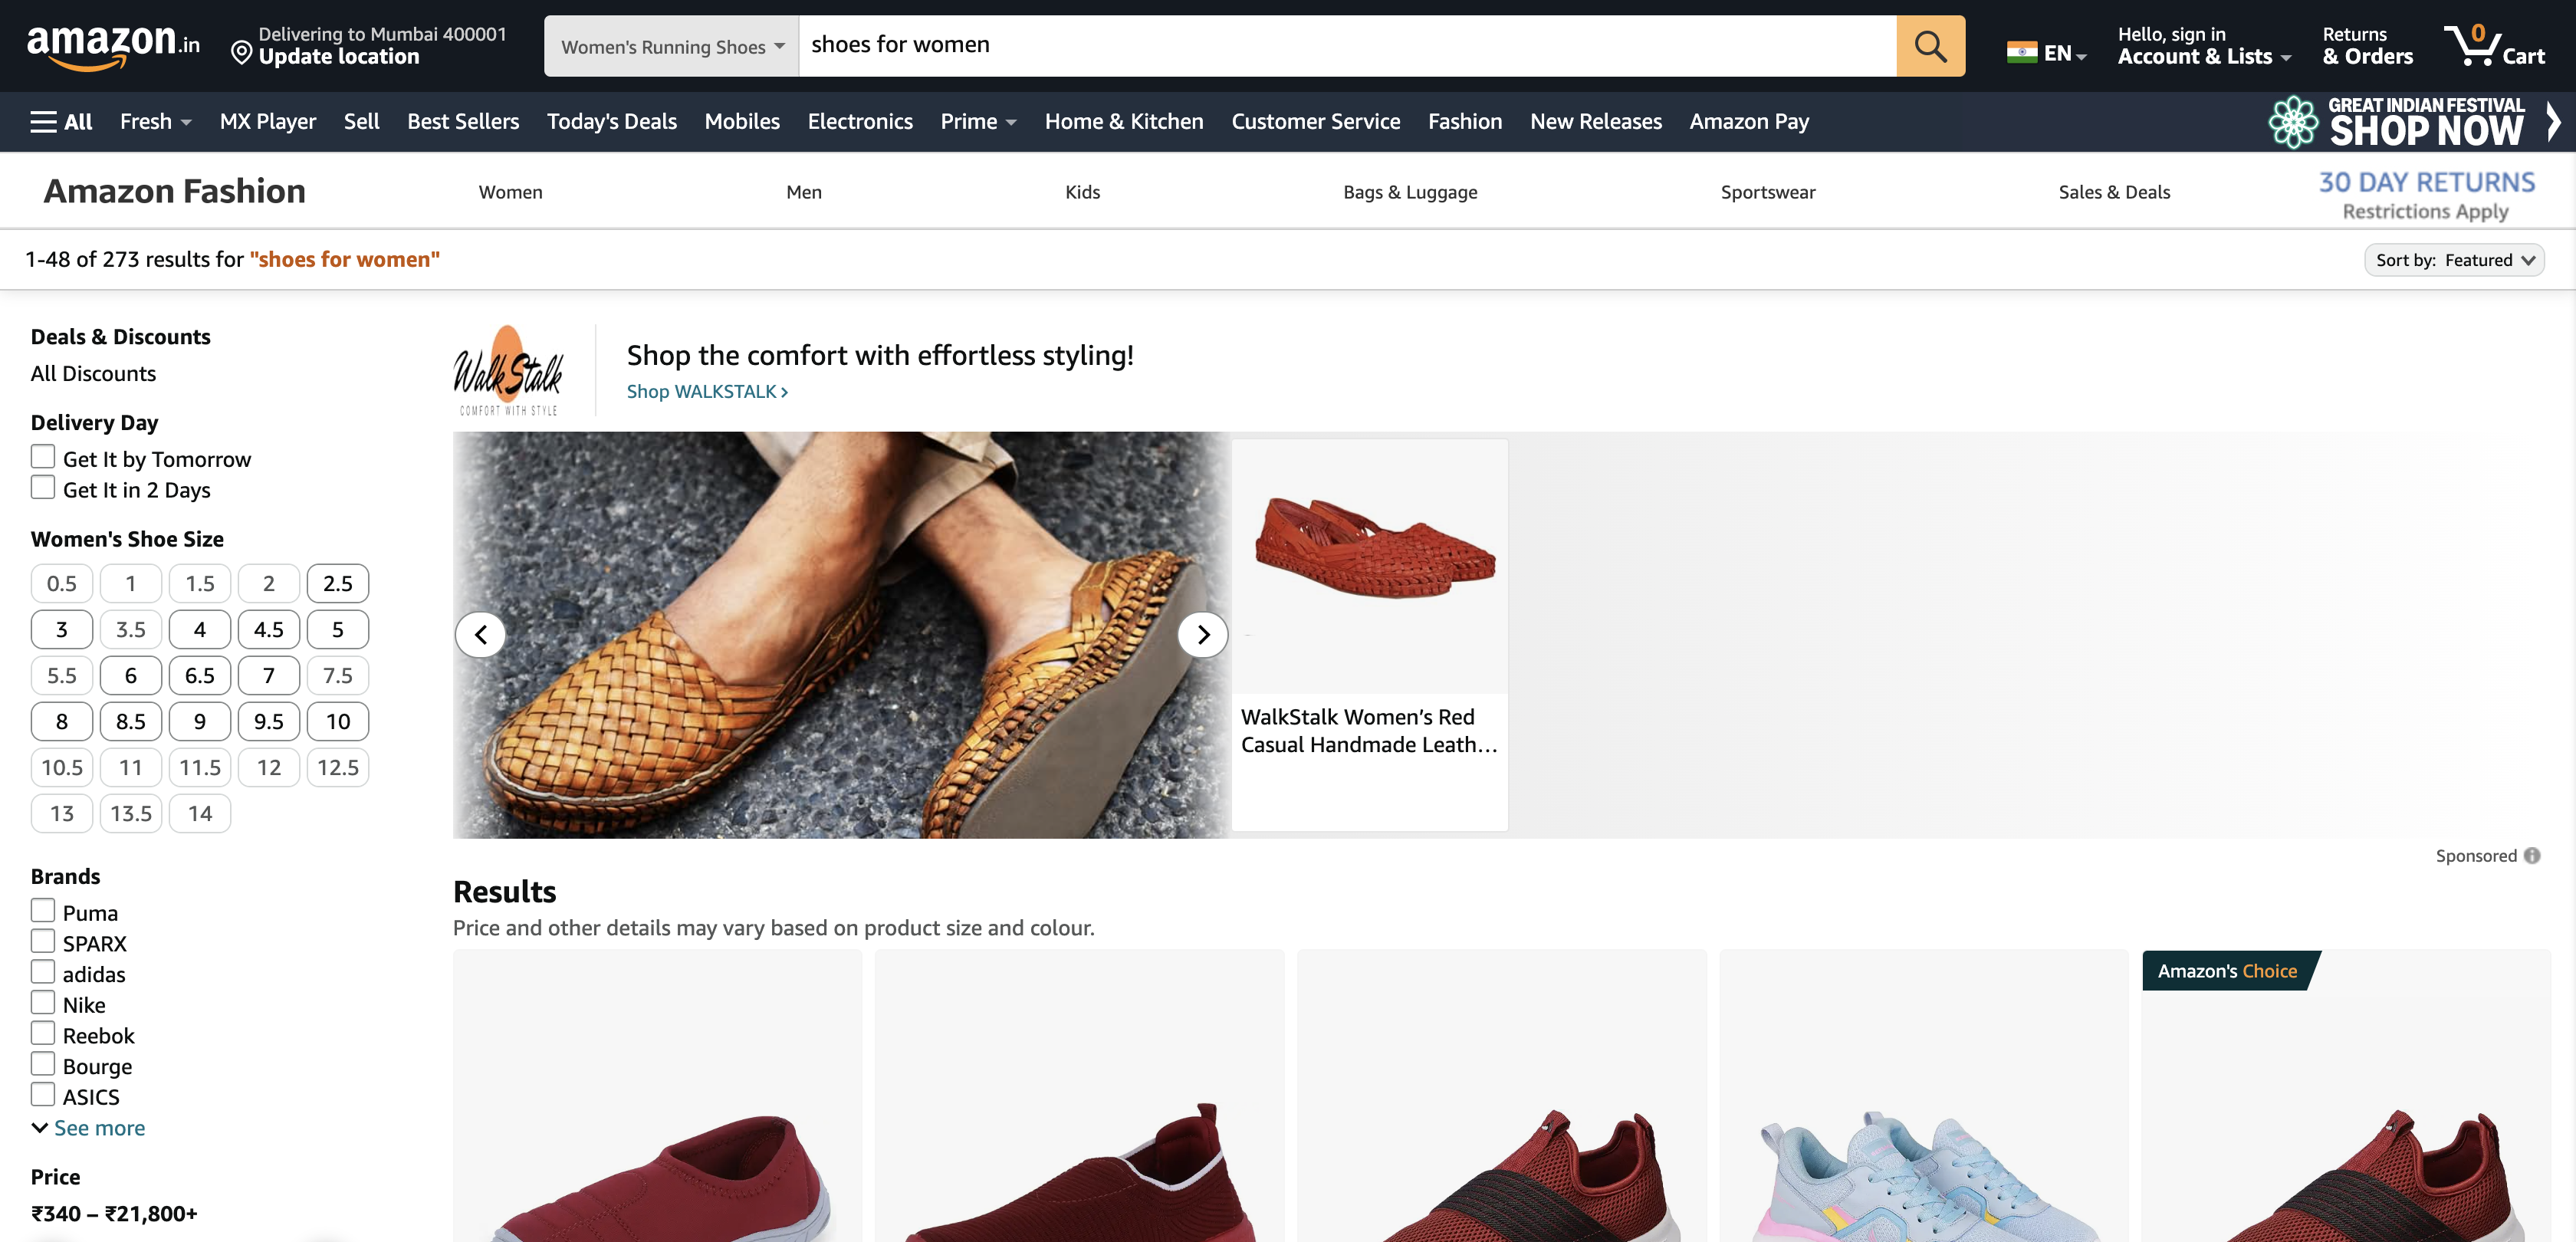 amazon.in
Delivering to Mumbai 400001
Update location
Women's Running Shoes
shoes for women
EN
Hello, sign in
Account & Lists
Returns
& Orders
0
Cart
All
Fresh
MX Player
Sell
Best Sellers
Today's Deals
Mobiles
Electronics
Prime
Home & Kitchen
Customer Service
Fashion
New Releases
Amazon Pay
GREAT INDIAN FESTIVAL
SHOP NOW
Amazon Fashion
Women
Men
Kids
Bags & Luggage
Sportswear
Sales & Deals
30 DAY RETURNS
Restrictions Apply
1-48 of 273 results for "shoes for women"
Sort by: Featured
Deals & Discounts
All Discounts
Delivery Day
Get It by Tomorrow
Get It in 2 Days
Women's Shoe Size
0.5 1 1.5 2 2.5
3 3.5 4 4.5 5
5.5 6 6.5 7 7.5
8 8.5 9 9.5 10
10.5 11 11.5 12 12.5
13 13.5 14
Brands
Puma
SPARX
adidas
Nike
Reebok
Bourge
ASICS
See more
Price
₹340 – ₹21,800+
WalkStalk
COMFORT WITH STYLE
Shop the comfort with effortless styling!
Shop WALKSTALK
WalkStalk Women's Red
Casual Handmade Leath...
Sponsored
Results
Price and other details may vary based on product size and colour.
Amazon's Choice